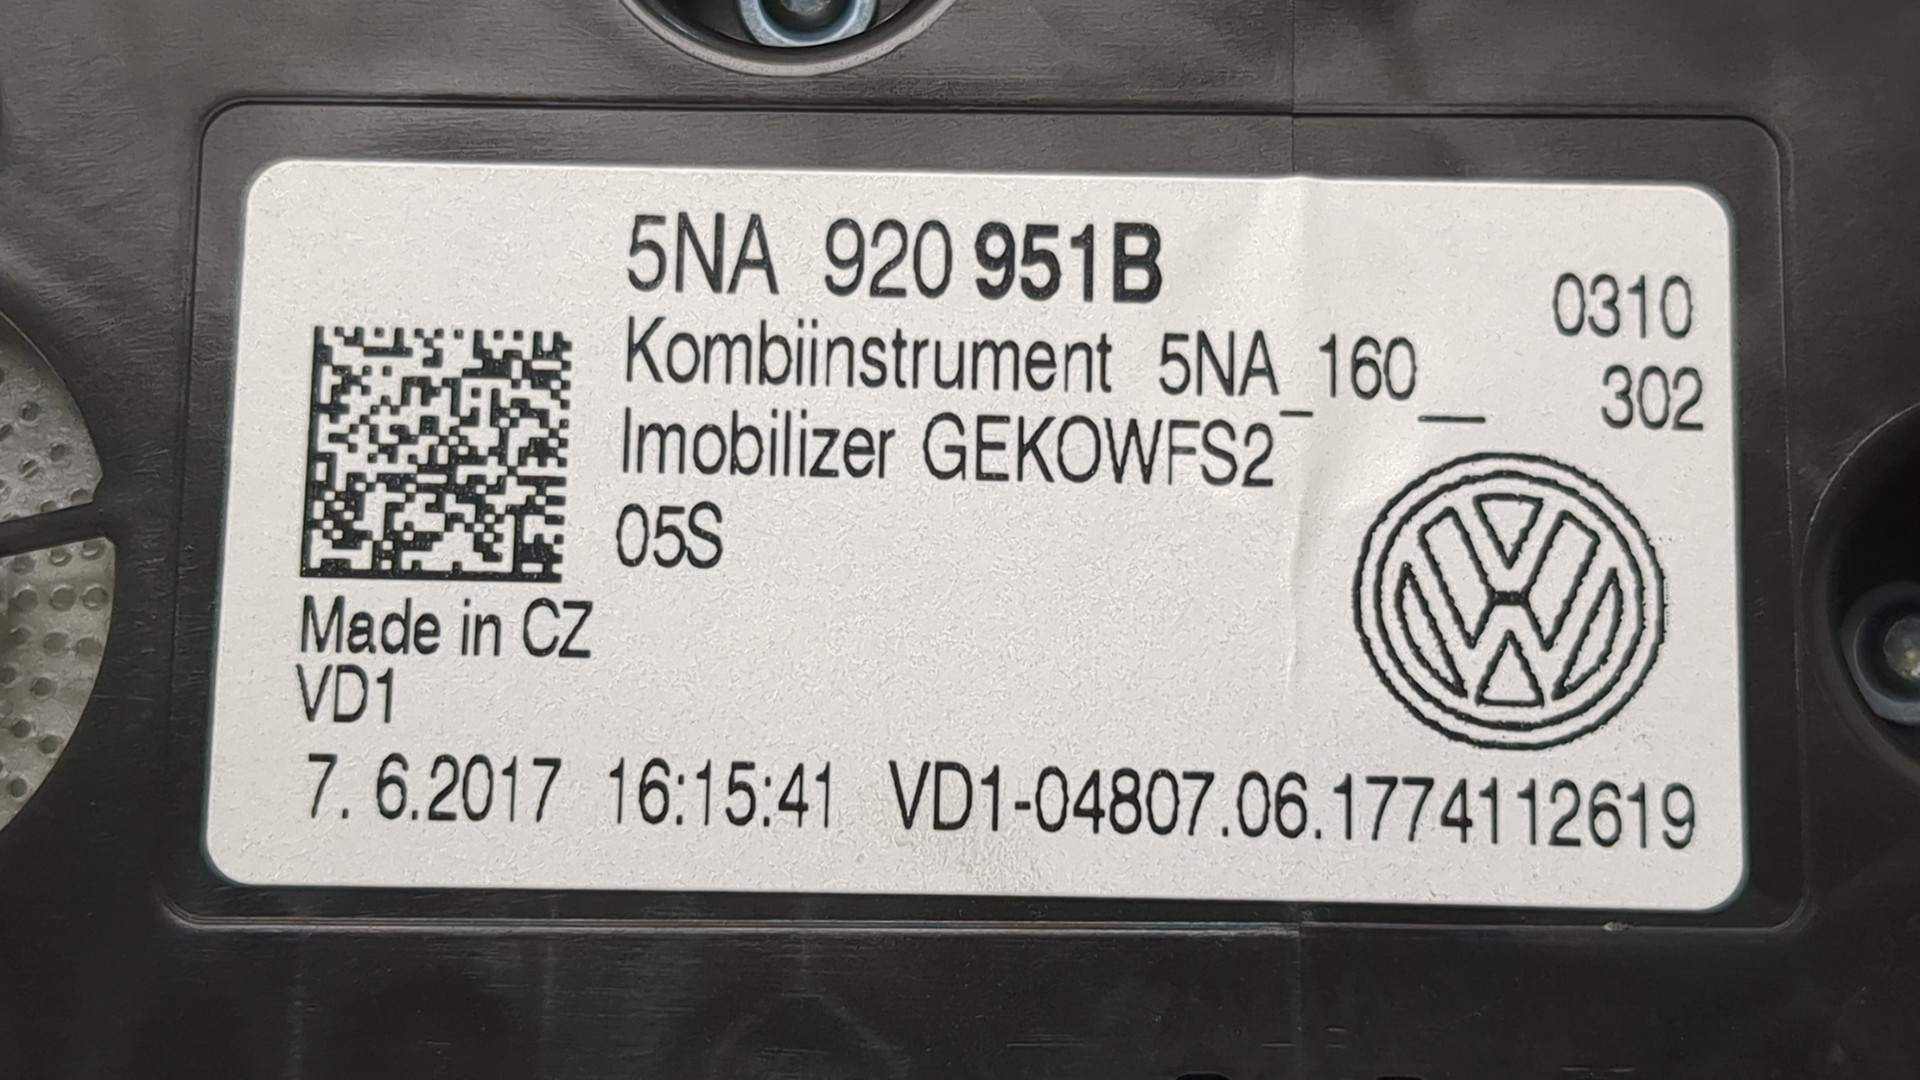 5NA 920 951B
0310
Kombiinstrument 5NA_160__
302
Imobilizer GEKOWFS2
05S
Made in CZ
VD1
7. 6.2017 16:15:41 VD1-04807.06.1774112619